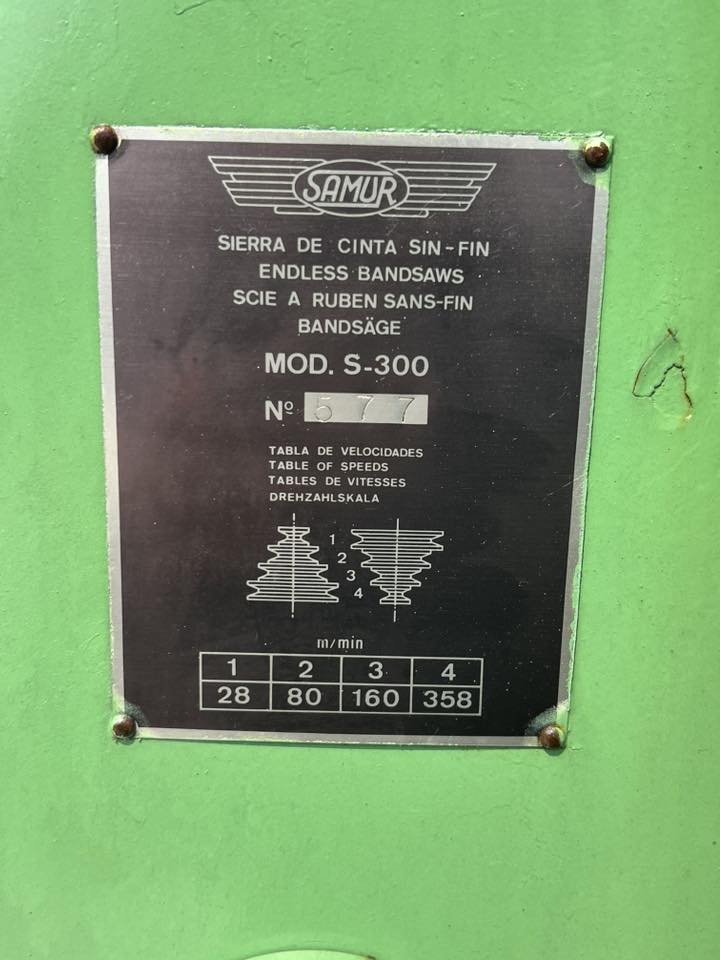 SAMUR
SIERRA DE CINTA SIN-FIN
ENDLESS BANDSAWS
SCIE A RUBEN SANS-FIN
BANDSÄGE
MOD. S-300
Nº 577
TABLA DE VELOCIDADES
TABLE OF SPEEDS
TABLES DE VITESSES
DREHZAHLSKALA
1
2
3
4
m/min
1 2 3 4
28 80 160 358